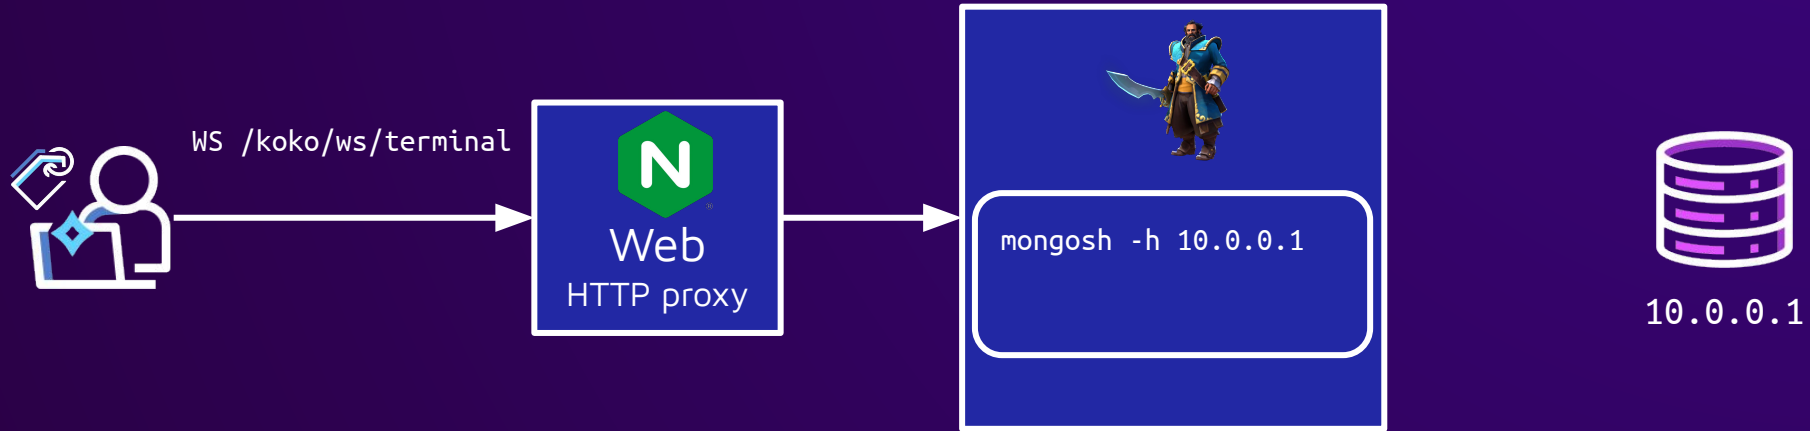 WS /koko/ws/terminal
N
Web
HTTP proxy
mongosh -h 10.0.0.1
10.0.0.1